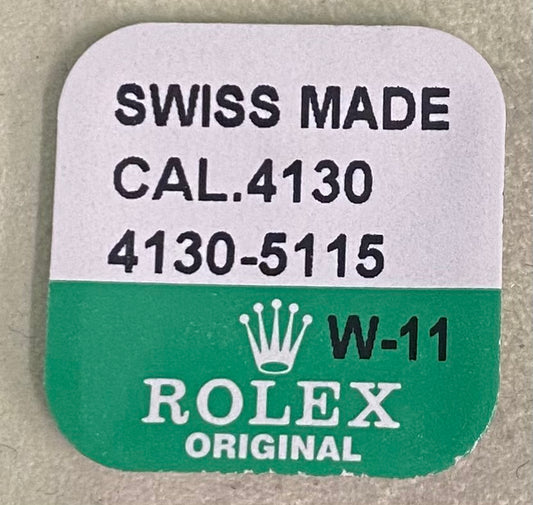 SWISS MADE
CAL.4130
4130-5115
W-11
ROLEX
ORIGINAL